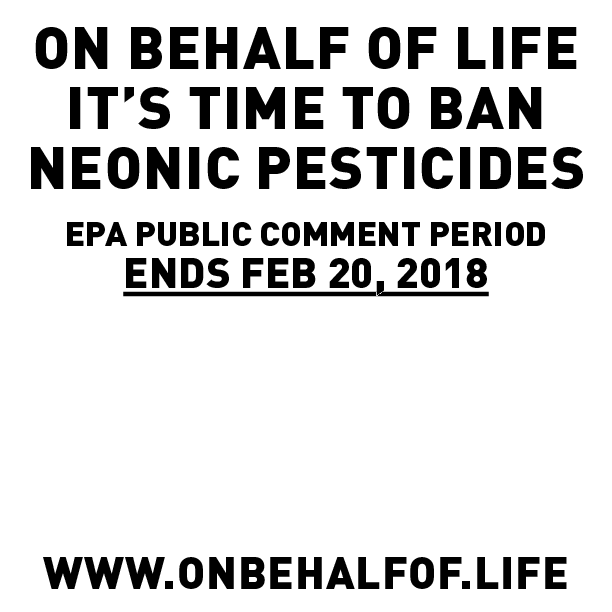 ON BEHALF OF LIFE
IT’S TIME TO BAN
NEONIC PESTICIDES
EPA PUBLIC COMMENT PERIOD
ENDS FEB 20, 2018
WWW.ONBEHALFOF.LIFE